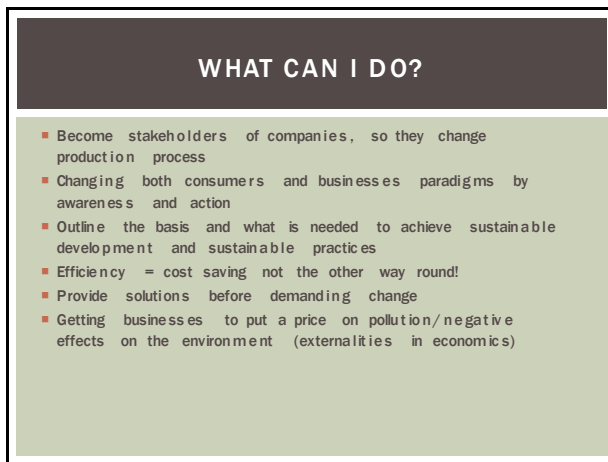 WHAT CAN I DO?
Become stakeholders of companies, so they change
production process
Changing both consumers and businesses paradigms by
awareness and action
Outline the basis and what is needed to achieve sustainable
development and sustainable practices
Efficiency = cost saving not the other way round!
Provide solutions before demanding change
Getting businesses to put a price on pollution/negative
effects on the environment (externalities in economics)